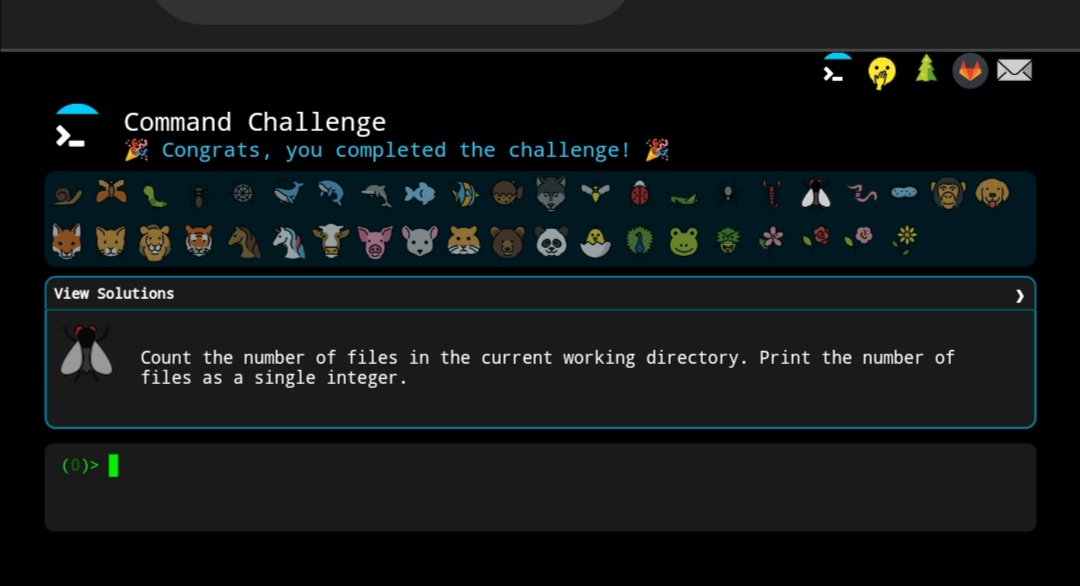 Command Challenge
🎉 Congrats, you completed the challenge! 🎉
View Solutions ❯
Count the number of files in the current working directory. Print the number of
files as a single integer.
(0)>